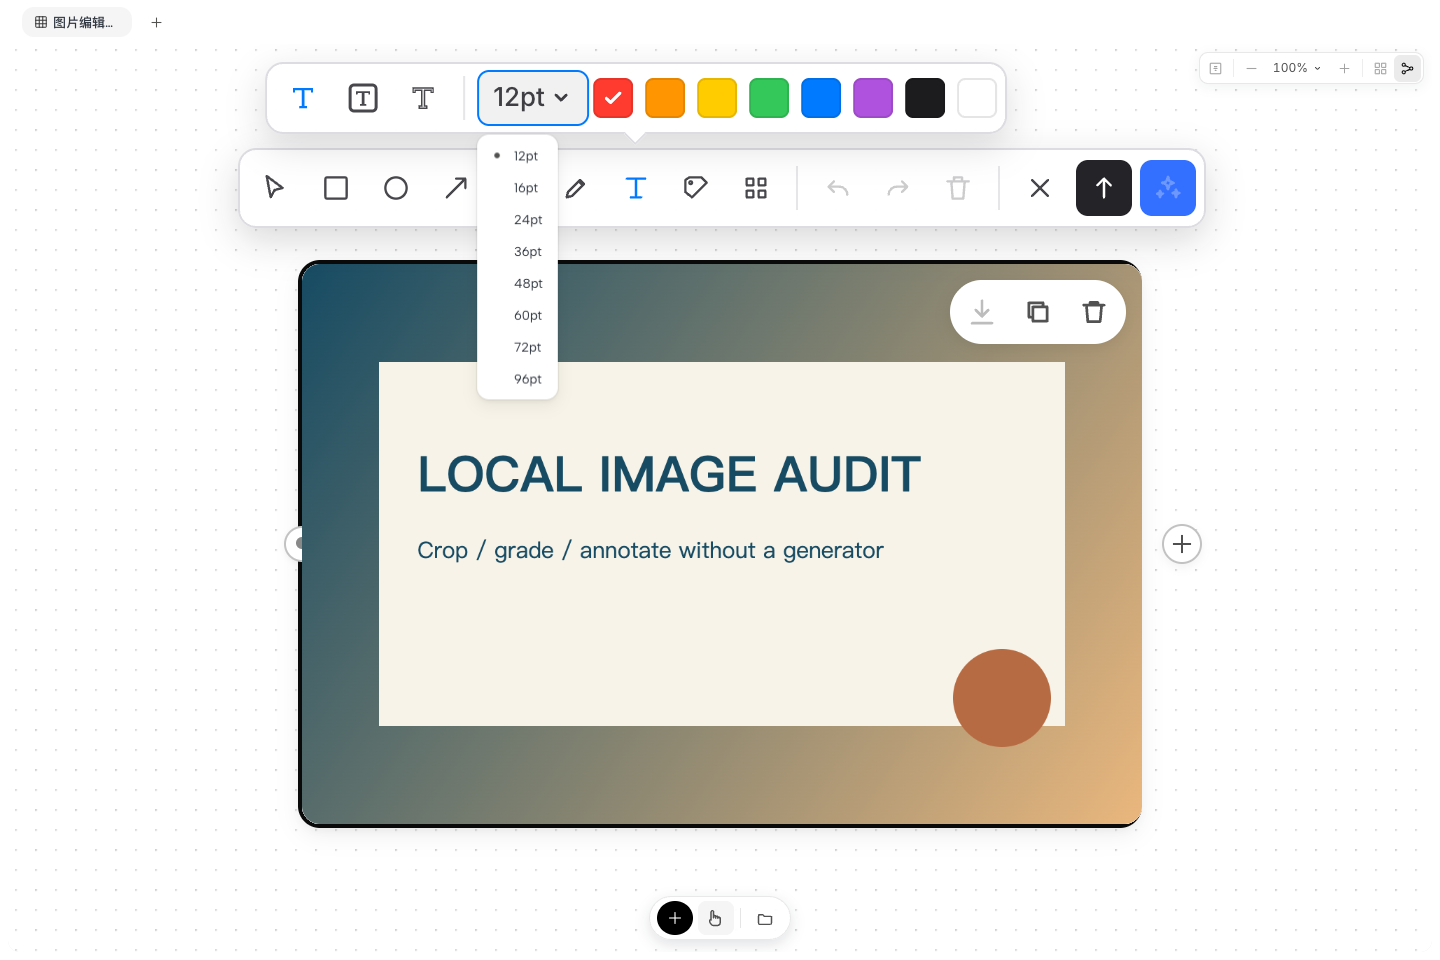 图片编辑...
100%
12pt
12pt
16pt
24pt
36pt
48pt
60pt
72pt
96pt
LOCAL IMAGE AUDIT
Crop / grade / annotate without a generator